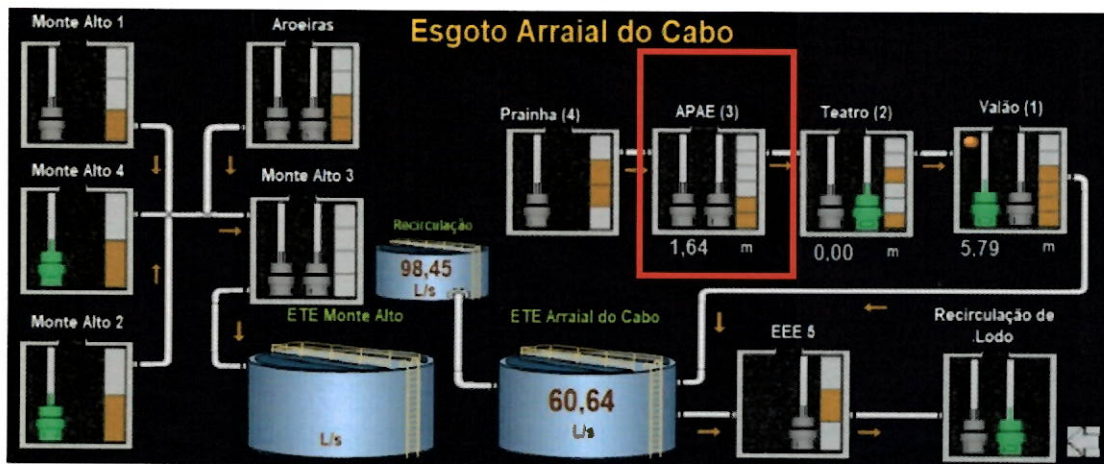 Esgoto Arraial do Cabo
Monte Alto 1
Aroeiras
Prainha (4)
APAE (3)
Teatro (2)
Valão (1)
Monte Alto 4
Monte Alto 3
1,64 m
0,00 m
5,79 m
Recirculação
98,45
L/s
Monte Alto 2
ETE Monte Alto
L/s
ETE Arraial do Cabo
60,64
L/s
EEE 5
Recirculação de
Lodo